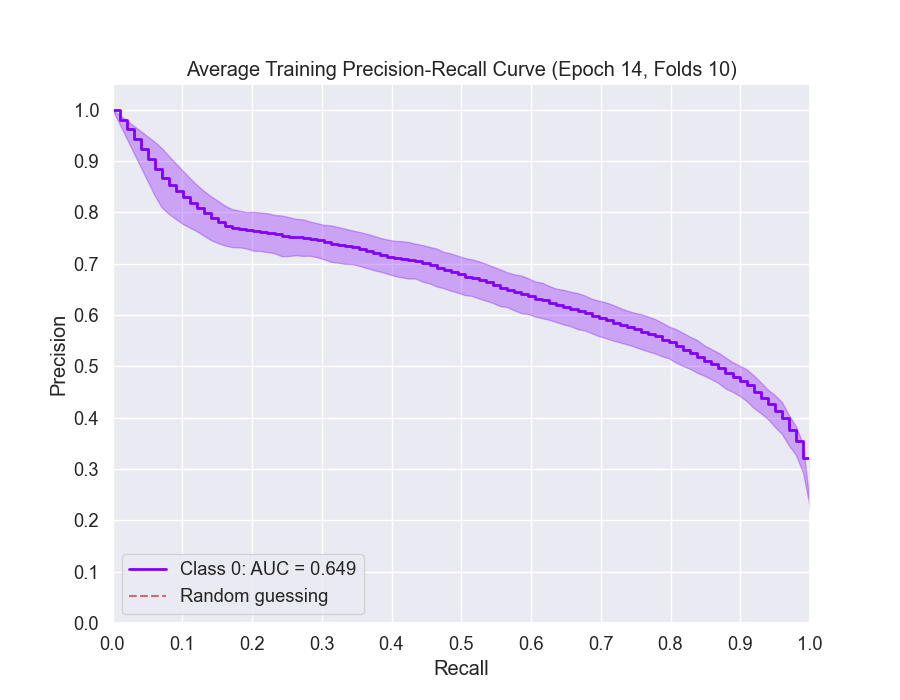 Average Training Precision-Recall Curve (Epoch 14, Folds 10)
1.0
0.9
0.8
0.7
0.6
0.5
0.4
0.3
0.2
0.1
0.0
Precision
Class 0: AUC = 0.649
Random guessing
0.0 0.1 0.2 0.3 0.4 0.5 0.6 0.7 0.8 0.9 1.0
Recall